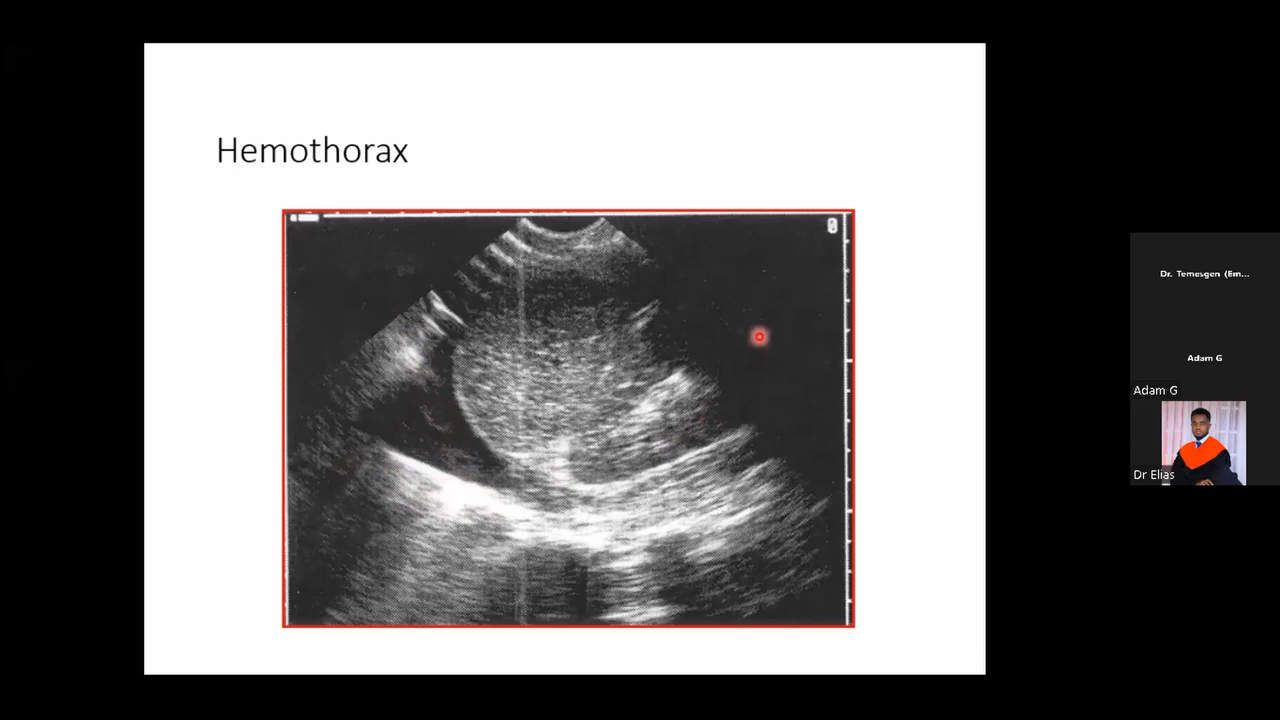 Hemothorax
Dr. Temesgen (Em...
Adam G
Adam G
Dr Elias